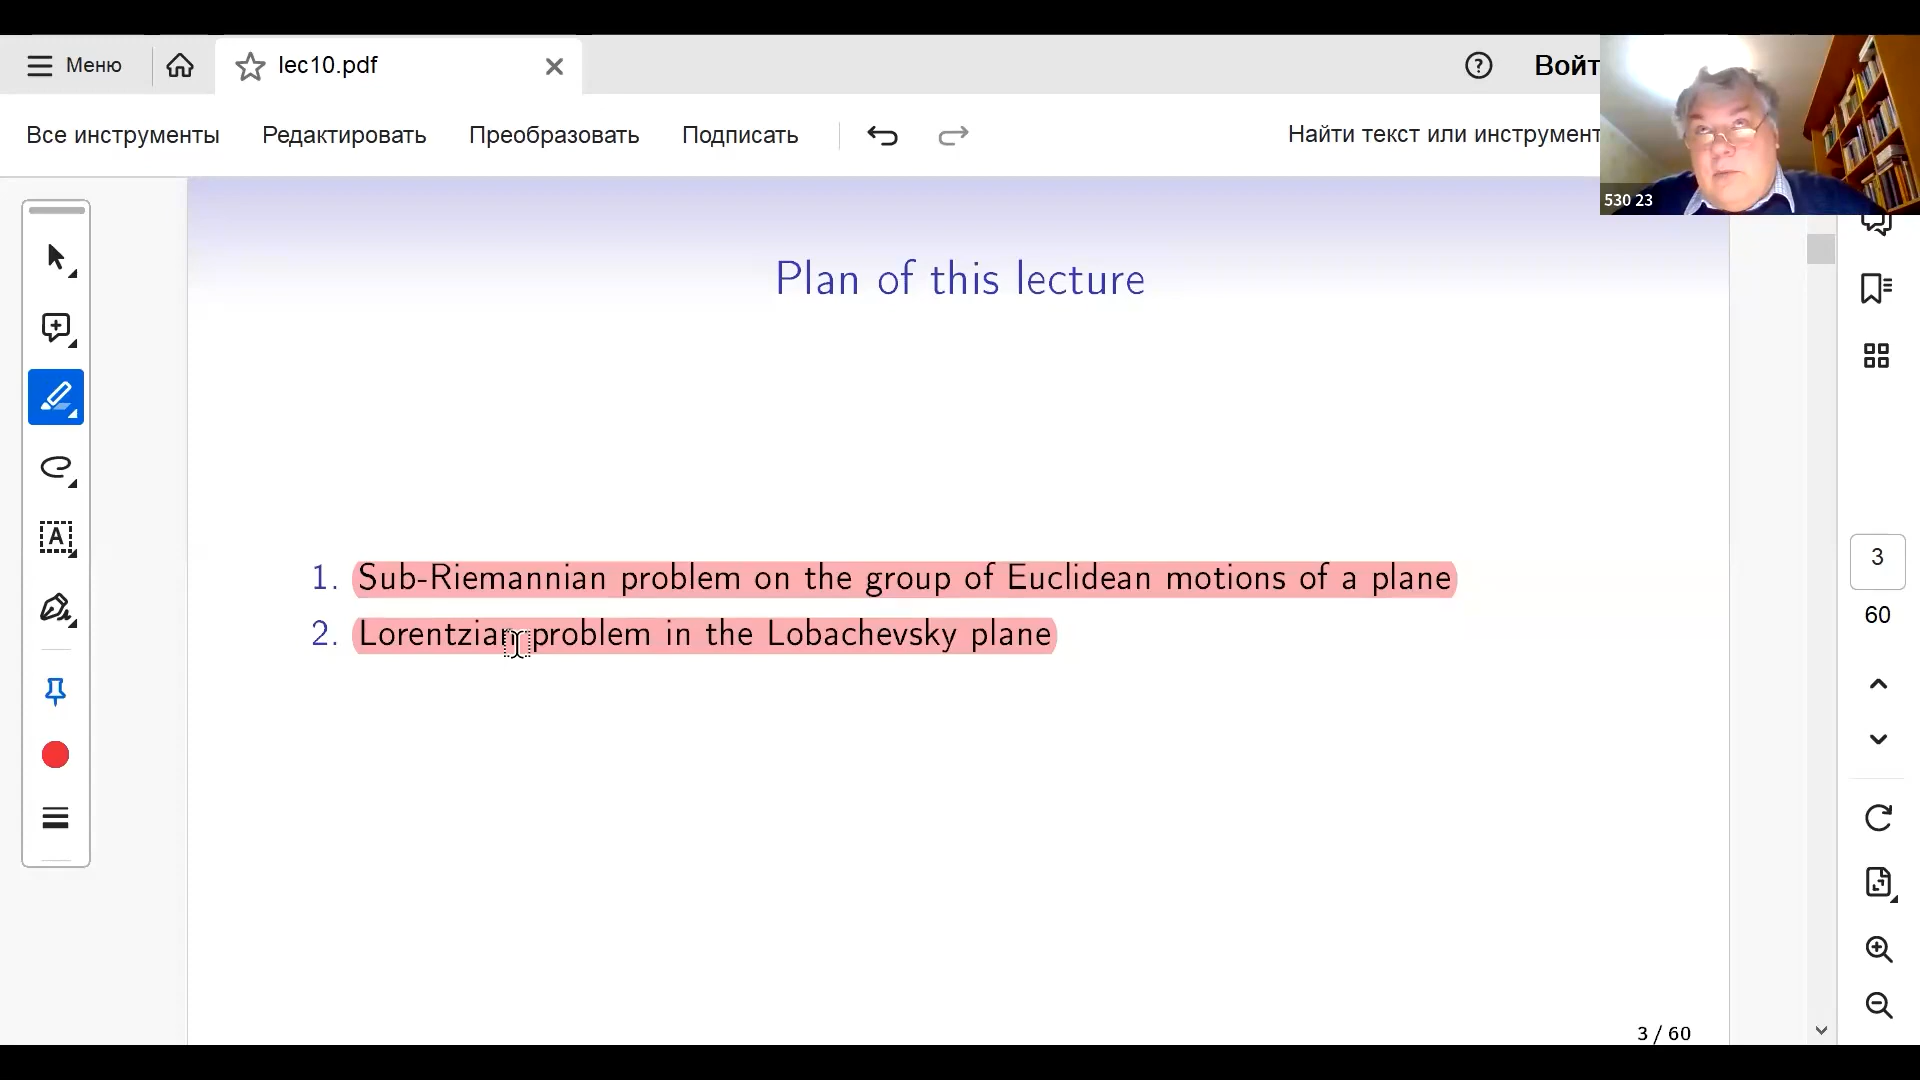 Меню
lec10.pdf
Войт
Все инструменты
Редактировать
Преобразовать
Подписать
Найти текст или инструмент
530 23
Plan of this lecture
1. Sub-Riemannian problem on the group of Euclidean motions of a plane
2. Lorentzian problem in the Lobachevsky plane
3
60
3 / 60